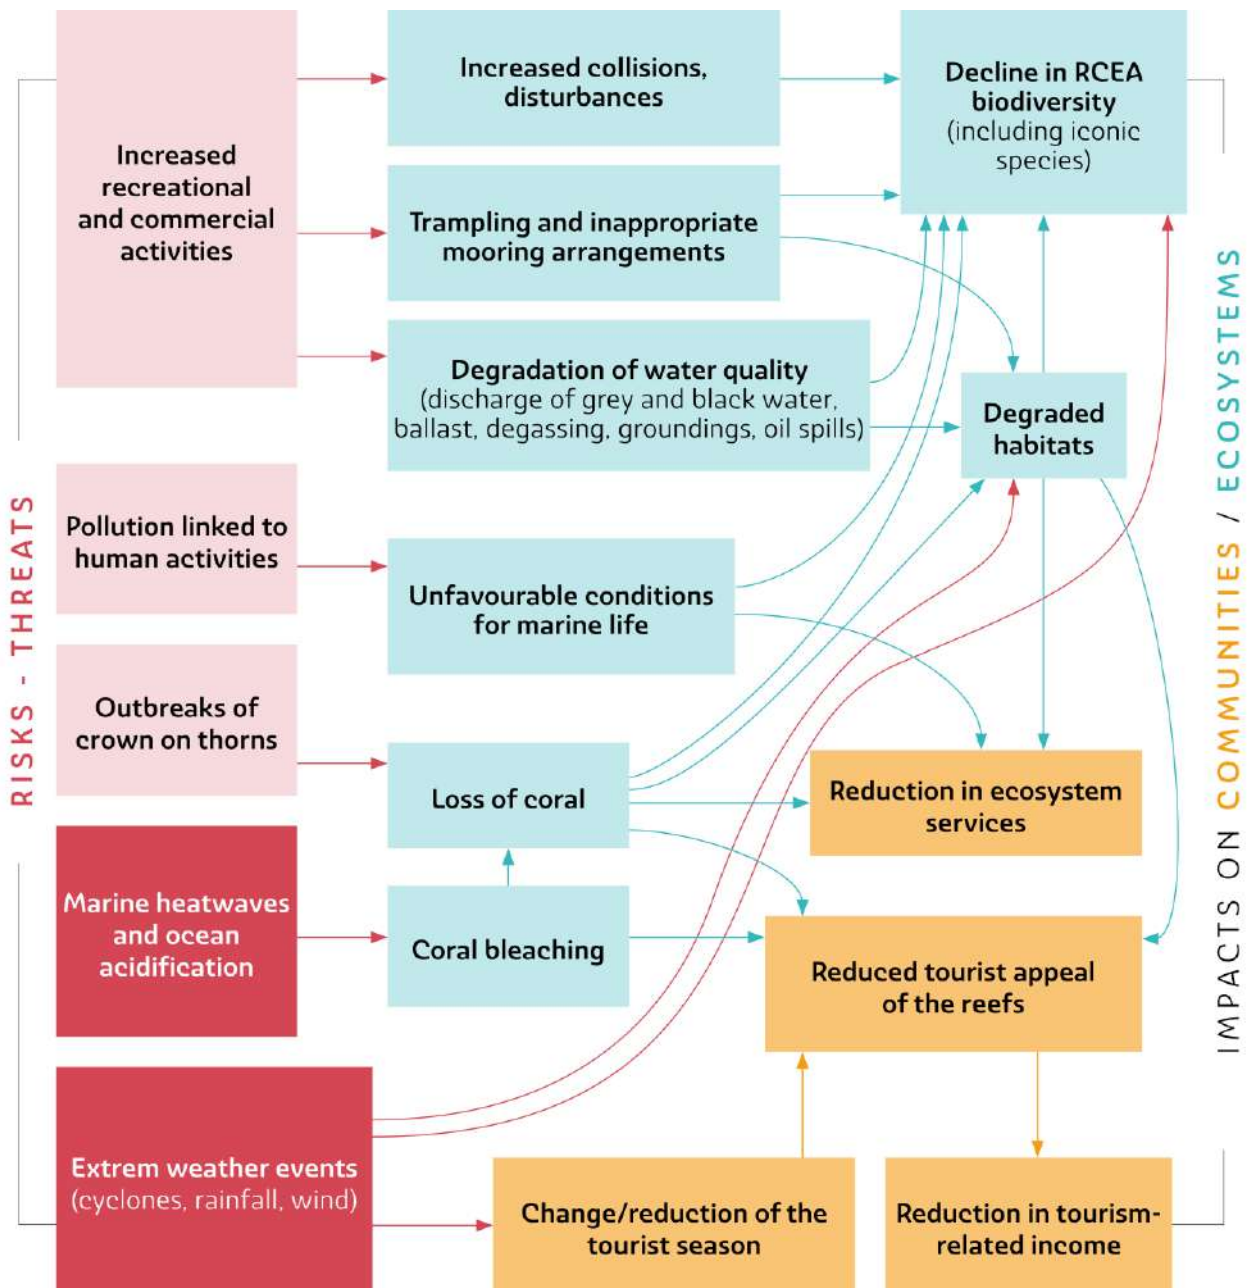 Increased collisions,
disturbances
Decline in RCEA
biodiversity
(including iconic
species)
Increased
recreational
and commercial
activities
Trampling and inappropriate
mooring arrangements
Degradation of water quality
(discharge of grey and black water,
ballast, degassing, groundings, oil spills)
Degraded
habitats
Pollution linked to
human activities
Unfavourable conditions
for marine life
Outbreaks of
crown on thorns
Loss of coral
Reduction in ecosystem
services
Marine heatwaves
and ocean
acidification
Coral bleaching
Reduced tourist appeal
of the reefs
Extrem weather events
(cyclones, rainfall, wind)
Change/reduction of the
tourist season
Reduction in tourism-
related income
RISKS - THREATS
IMPACTS ON COMMUNITIES / ECOSYSTEMS